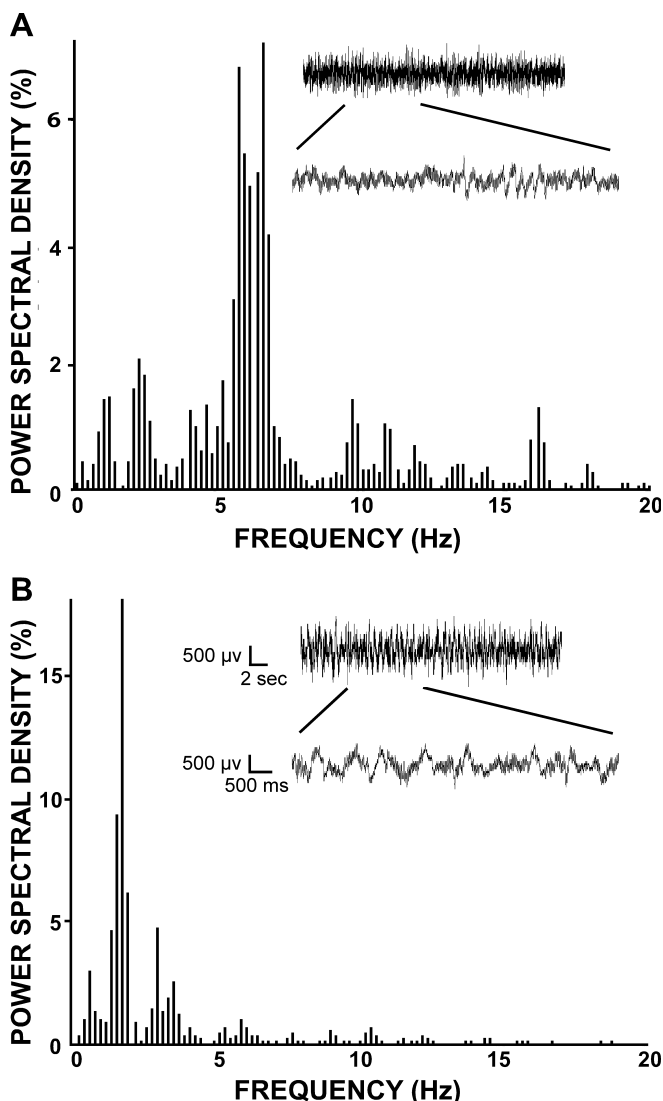 A
POWER SPECTRAL DENSITY (%)
6
4
2
0
0 5 10 15 20
FREQUENCY (Hz)
B
POWER SPECTRAL DENSITY (%)
15
10
5
0
500 µv
2 sec
500 µv
500 ms
0 5 10 15 20
FREQUENCY (Hz)